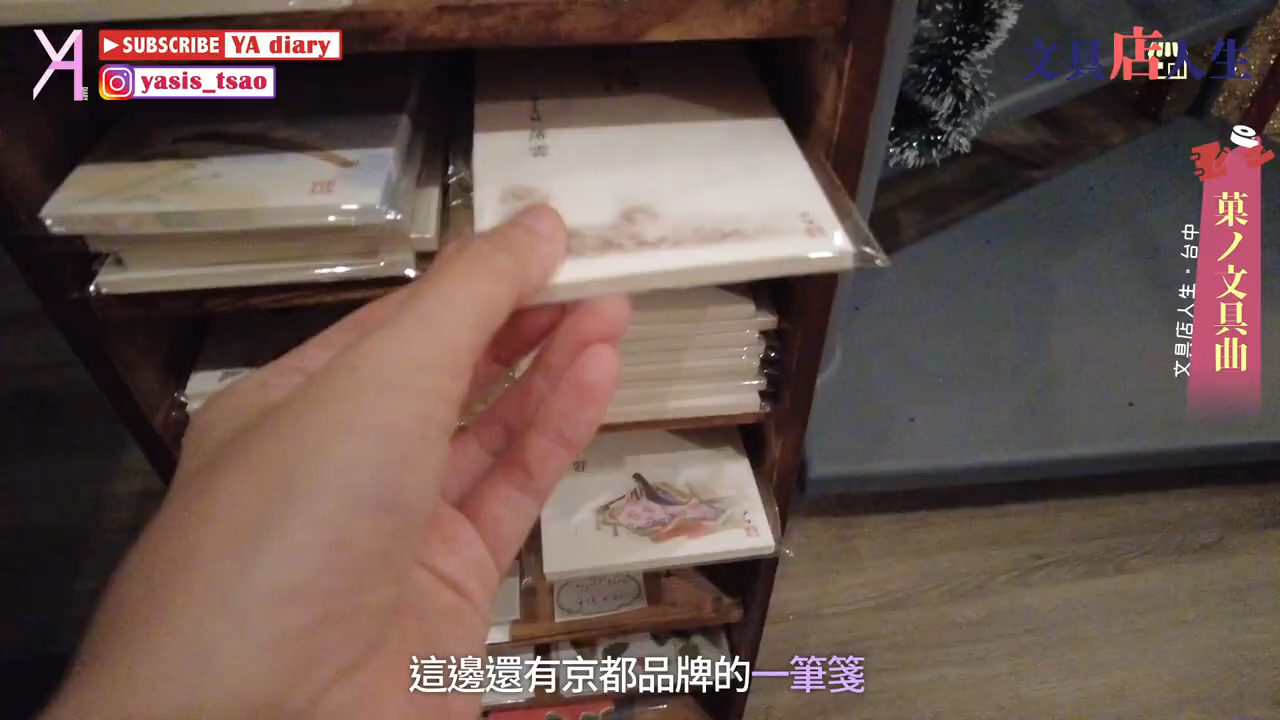 YA
DIARY
SUBSCRIBE YA diary
yasis_tsao
文具店人生
菓ノ文具曲
文具店人生·台中
這邊還有京都品牌的一筆箋